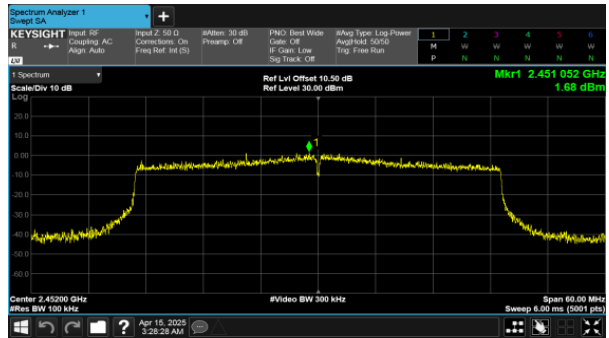 Spectrum Analyzer 1
Swept SA
KEYSIGHT Input: RF Input Z: 50 Ω #Atten: 30 dB PNO: Best Wide #Avg Type: Log-Power 1 2 3 4 5 6
R Coupling: AC Corrections: On Preamp: Off Gate: Off Avg|Hold: 50/50 M W W W W W
Align: Auto Freq Ref: Int (S) IF Gain: Low Trig: Free Run
Sig Track: Off P N N N N N
1 Spectrum Ref Lvl Offset 10.50 dB Mkr1 2.451 052 GHz
Scale/Div 10 dB Ref Level 30.00 dBm 1.68 dBm
Log
20.0
10.0
1
0.00
-10.0
-20.0
-30.0
-40.0
-50.0
-60.0
Center 2.45200 GHz #Video BW 300 kHz Span 60.00 MHz
#Res BW 100 kHz Sweep 6.00 ms (5001 pts)
? Apr 15, 2025
3:28:28 AM